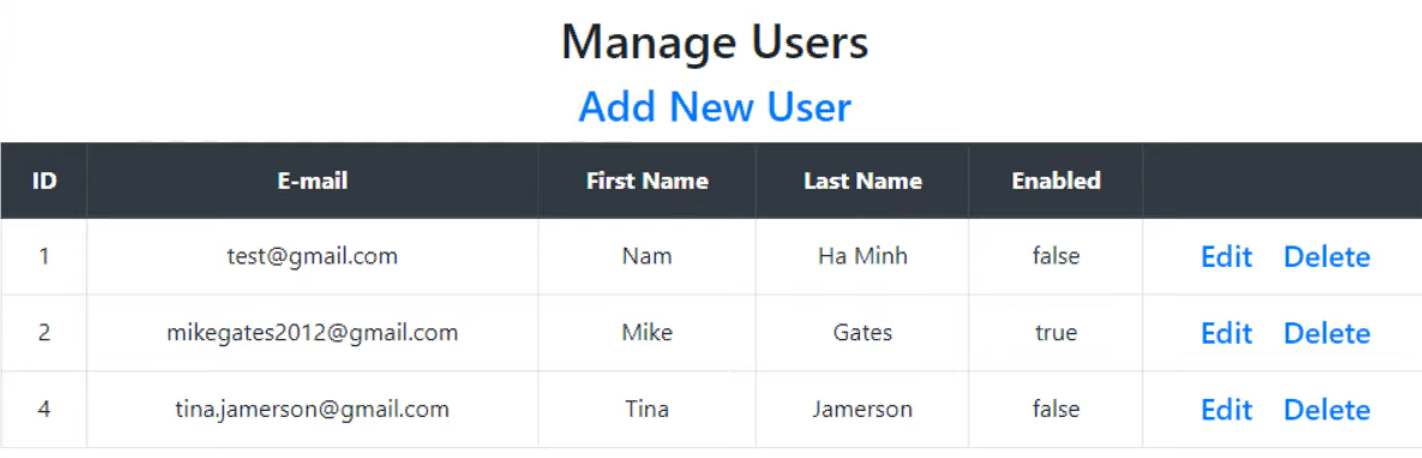 Manage Users
Add New User
ID E-mail First Name Last Name Enabled
1 test@gmail.com Nam Ha Minh false Edit Delete
2 mikegates2012@gmail.com Mike Gates true Edit Delete
4 tina.jamerson@gmail.com Tina Jamerson false Edit Delete